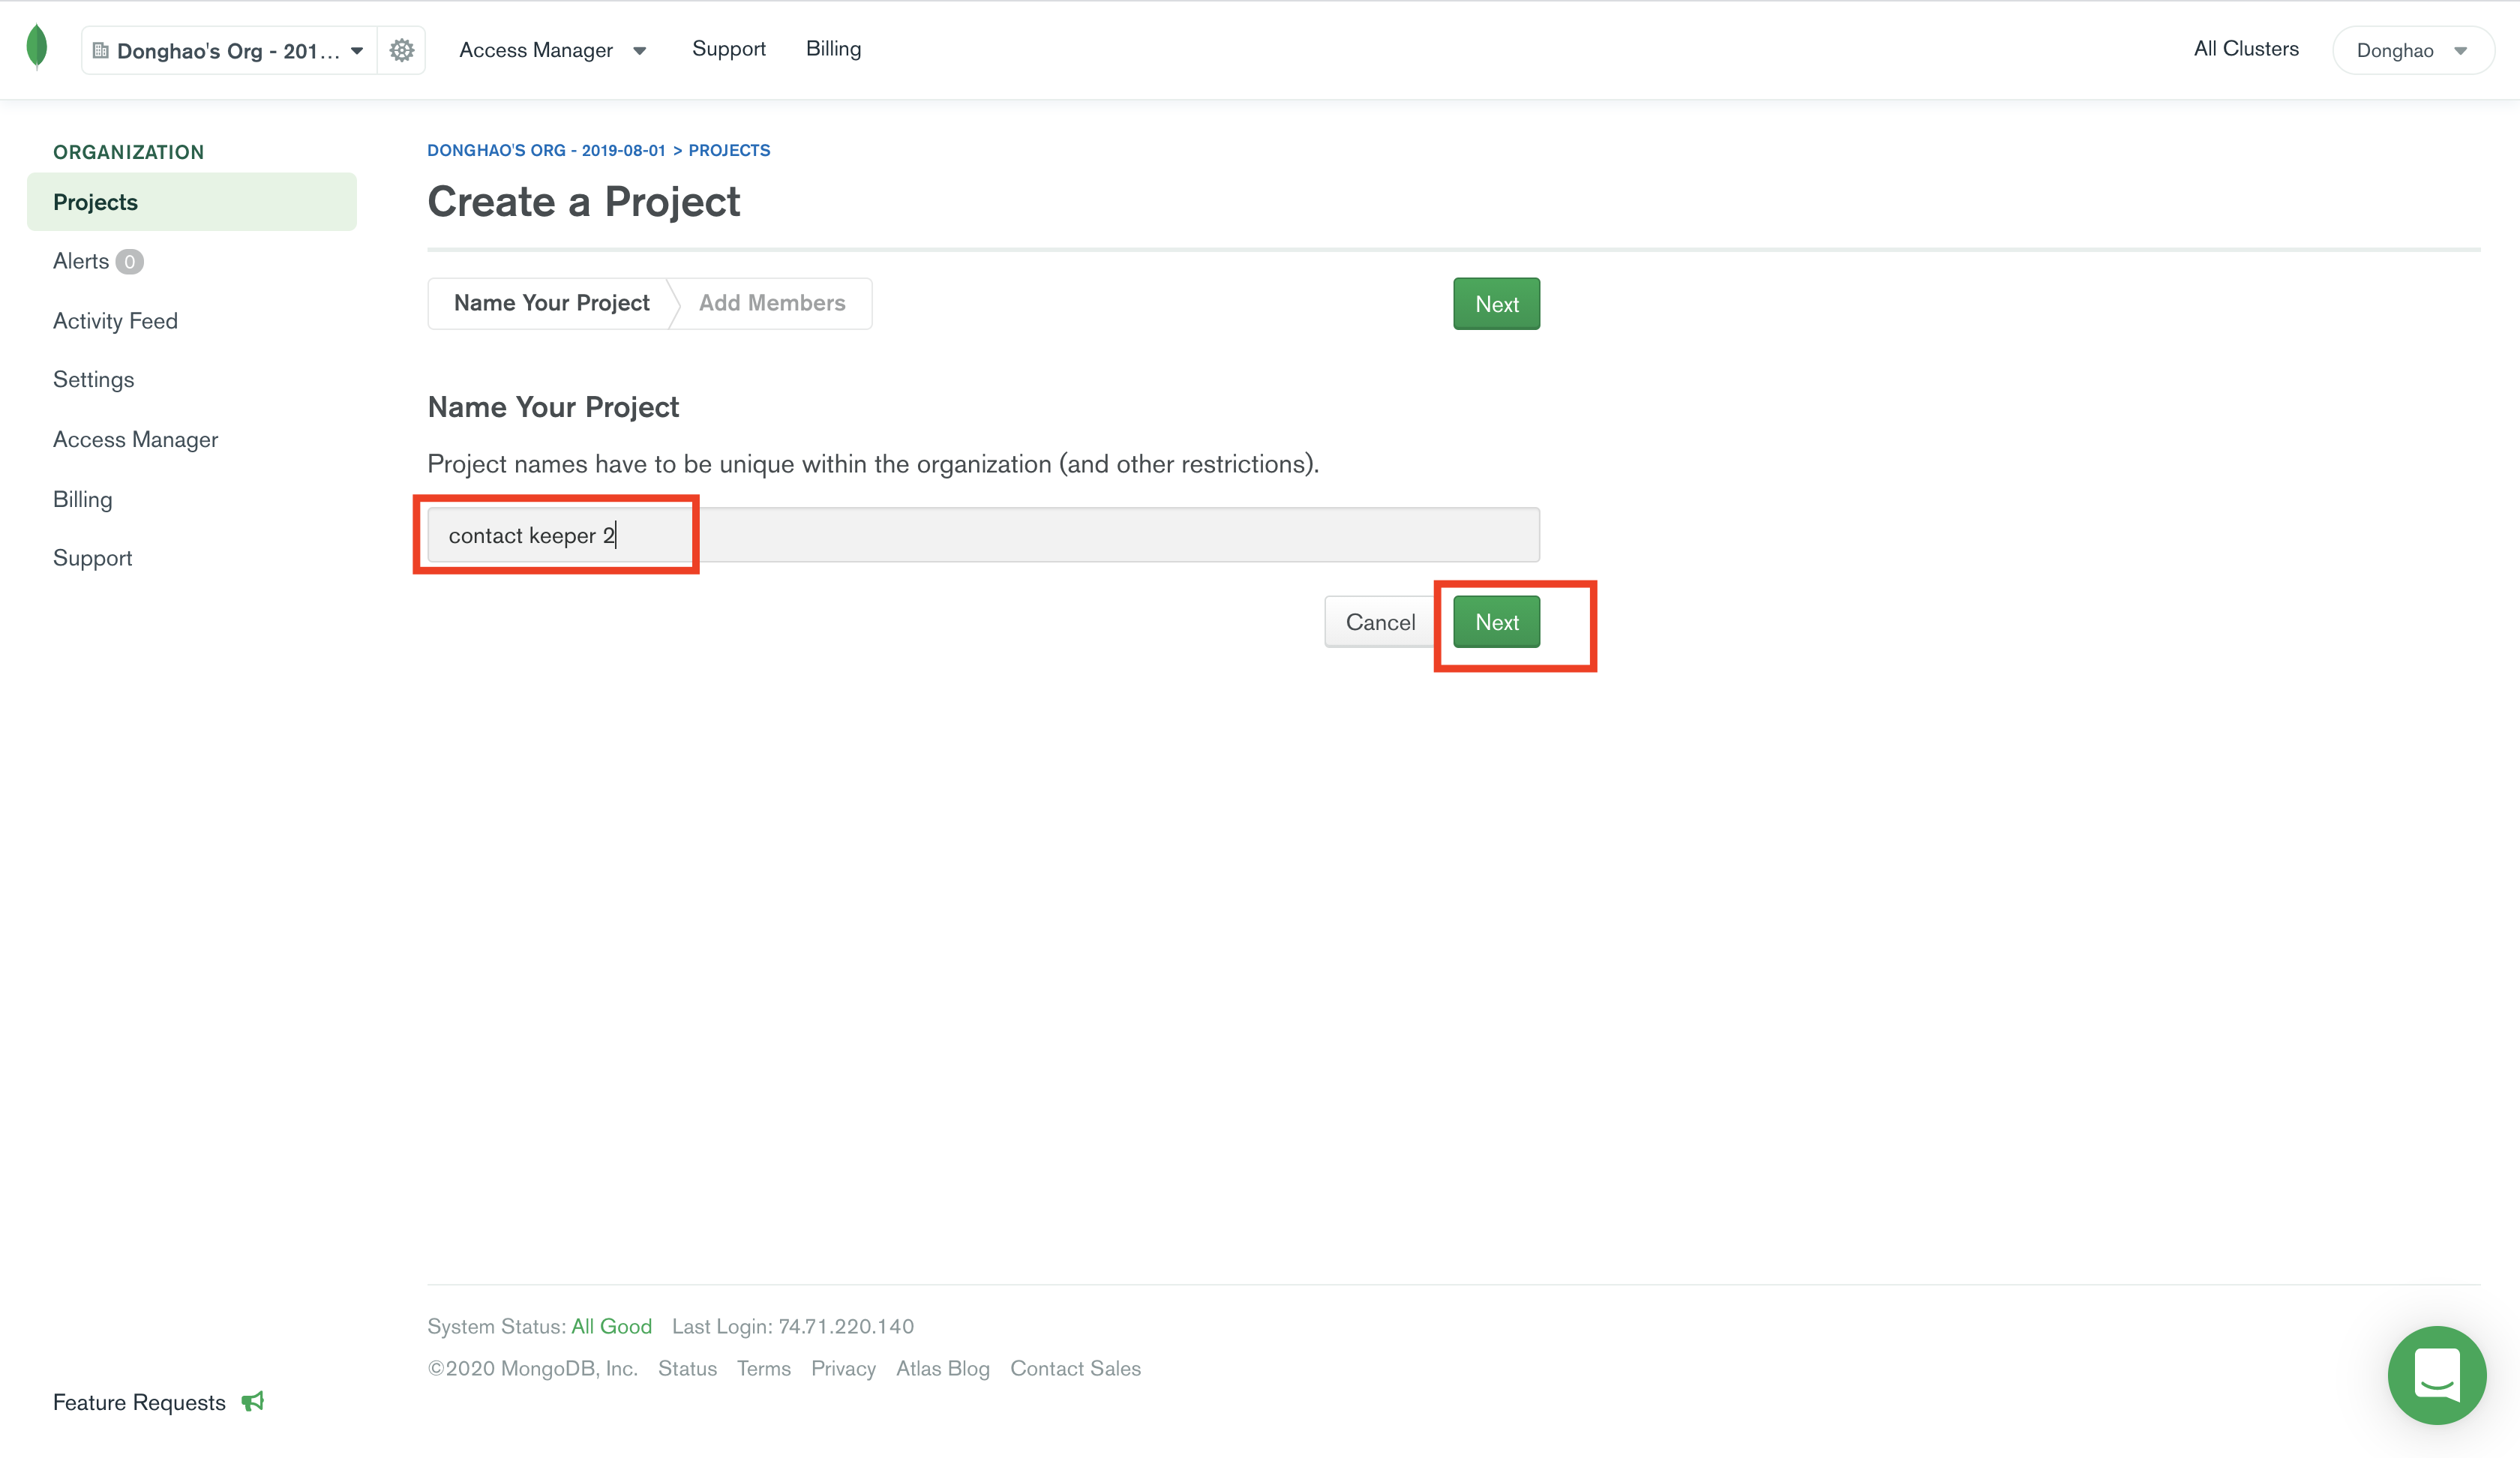 Donghao's Org - 201...
Access Manager
Support
Billing
All Clusters
Donghao
ORGANIZATION
Projects
Alerts 0
Activity Feed
Settings
Access Manager
Billing
Support
DONGHAO'S ORG - 2019-08-01 > PROJECTS
Create a Project
Name Your Project
Add Members
Next
Name Your Project
Project names have to be unique within the organization (and other restrictions).
contact keeper 2
Cancel
Next
System Status: All Good Last Login: 74.71.220.140
©2020 MongoDB, Inc. Status Terms Privacy Atlas Blog Contact Sales
Feature Requests